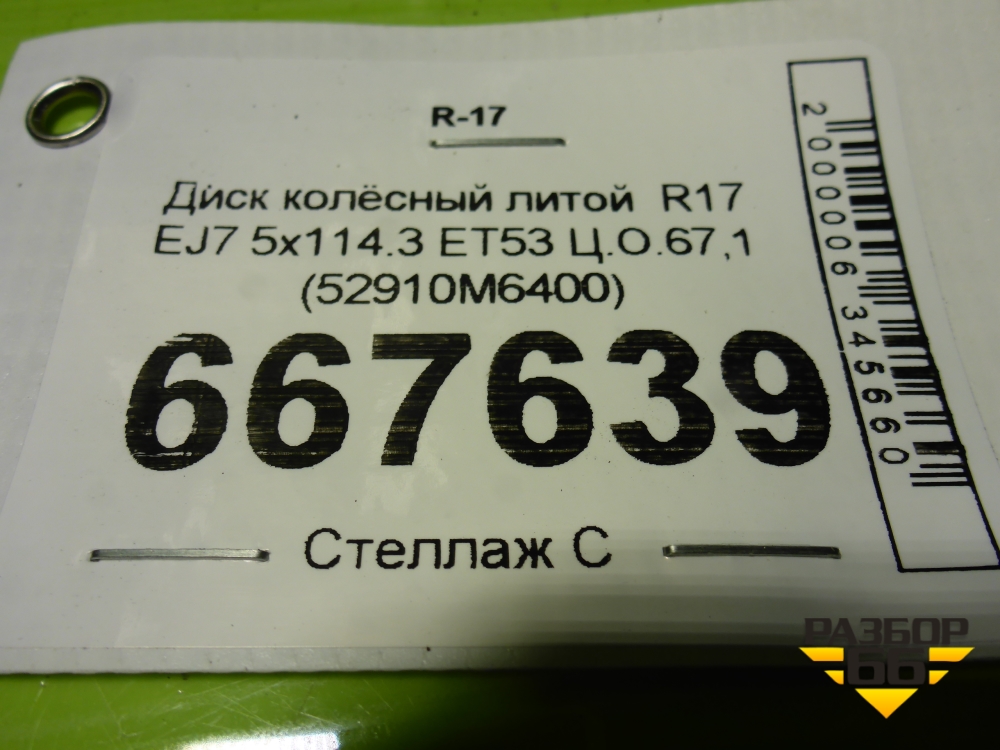 R-17
Диск колёсный литой R17
EJ7 5x114.3 ET53 Ц.О.67,1
(52910M6400)
667639
Стеллаж С
2000006345660
РАЗБОР
66